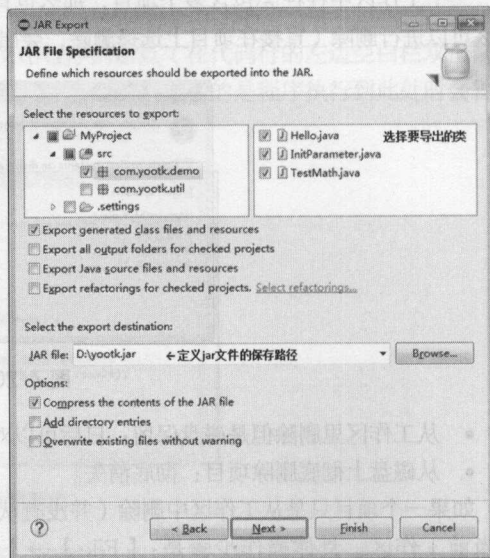 JAR Export
JAR File Specification
Define which resources should be exported into the JAR.
Select the resources to export:
MyProject
src
com.yootk.demo
com.yootk.util
.settings
Hello.java 选择要导出的类
InitParameter.java
TestMath.java
Export generated class files and resources
Export all output folders for checked projects
Export Java source files and resources
Export refactorings for checked projects. Select refactorings...
Select the export destination:
JAR file: D:\yootk.jar ←定义jar文件的保存路径 Browse...
Options:
Compress the contents of the JAR file
Add directory entries
Overwrite existing files without warning
? < Back Next > Finish Cancel